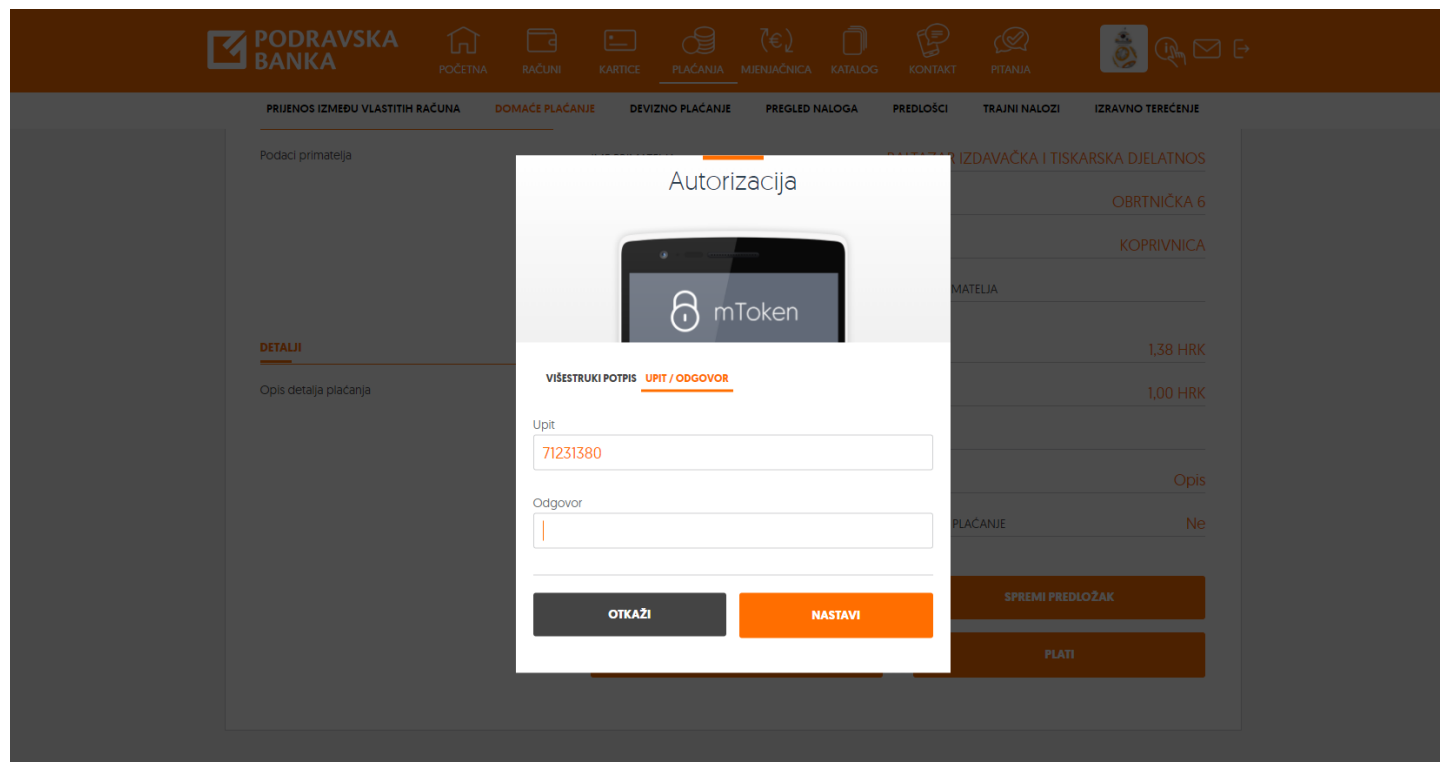 PODRAVSKA
BANKA
POČETNA RAČUNI KARTICE PLAĆANJA MJENJAČNICA KATALOG KONTAKT PITANJA
PRIJENOS IZMEĐU VLASTITIH RAČUNA DOMAĆE PLAĆANJE DEVIZNO PLAĆANJE PREGLED NALOGA PREDLOŠCI TRAJNI NALOZI IZRAVNO TEREĆENJE
Podaci primatelja
IZDAVAČKA I TISKARSKA DJELATNOS
OBRTNIČKA 6
KOPRIVNICA
MATELJA
Autorizacija
mToken
DETALJI
1,38 HRK
Opis detalja plaćanja
1,00 HRK
VIŠESTRUKI POTPIS UPIT / ODGOVOR
Upit
71231380
Opis
Odgovor
PLAĆANJE Ne
OTKAŽI NASTAVI
SPREMI PREDLOŽAK
PLATI